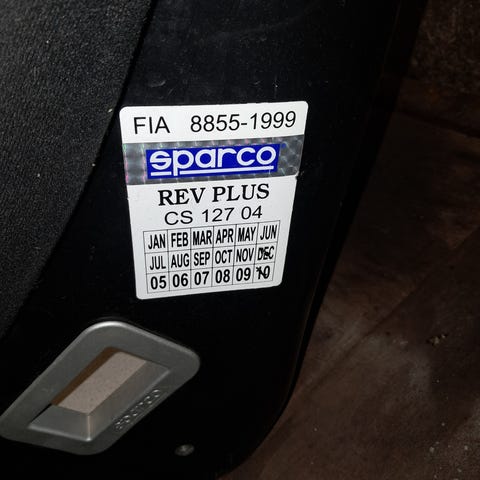 FIA 8855-1999
sparco
REV PLUS
CS 127 04
JAN FEB MAR APR MAY JUN
JUL AUG SEP OCT NOV DEC
05 06 07 08 09 10
sparco